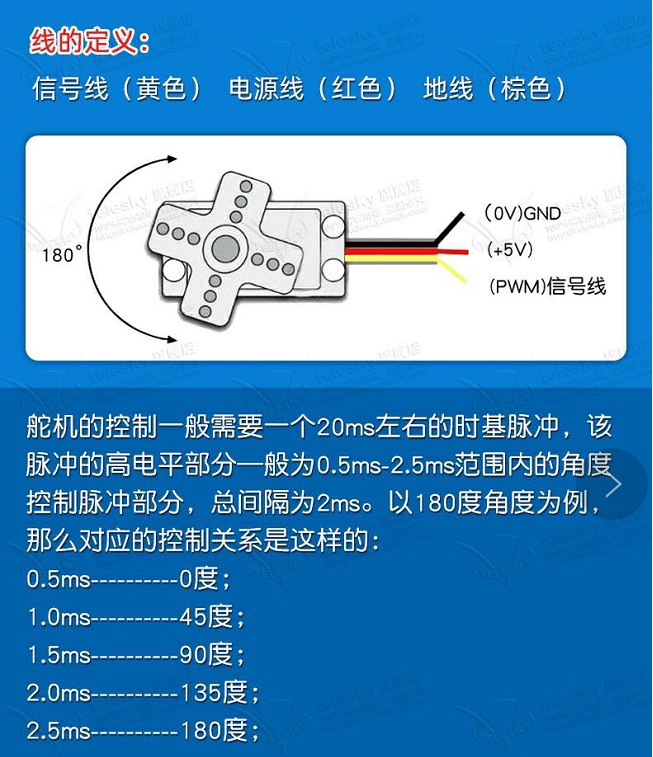 线的定义：
信号线（黄色） 电源线（红色） 地线（棕色）
180°
（0V)GND
(+5V）
(PWM)信号线
舵机的控制一般需要一个20ms左右的时基脉冲，该
脉冲的高电平部分一般为0.5ms-2.5ms范围内的角度
控制脉冲部分，总间隔为2ms。以180度角度为例，
那么对应的控制关系是这样的：
0.5ms----------0度；
1.0ms----------45度；
1.5ms----------90度；
2.0ms----------135度；
2.5ms----------180度；
telesky 旗舰店